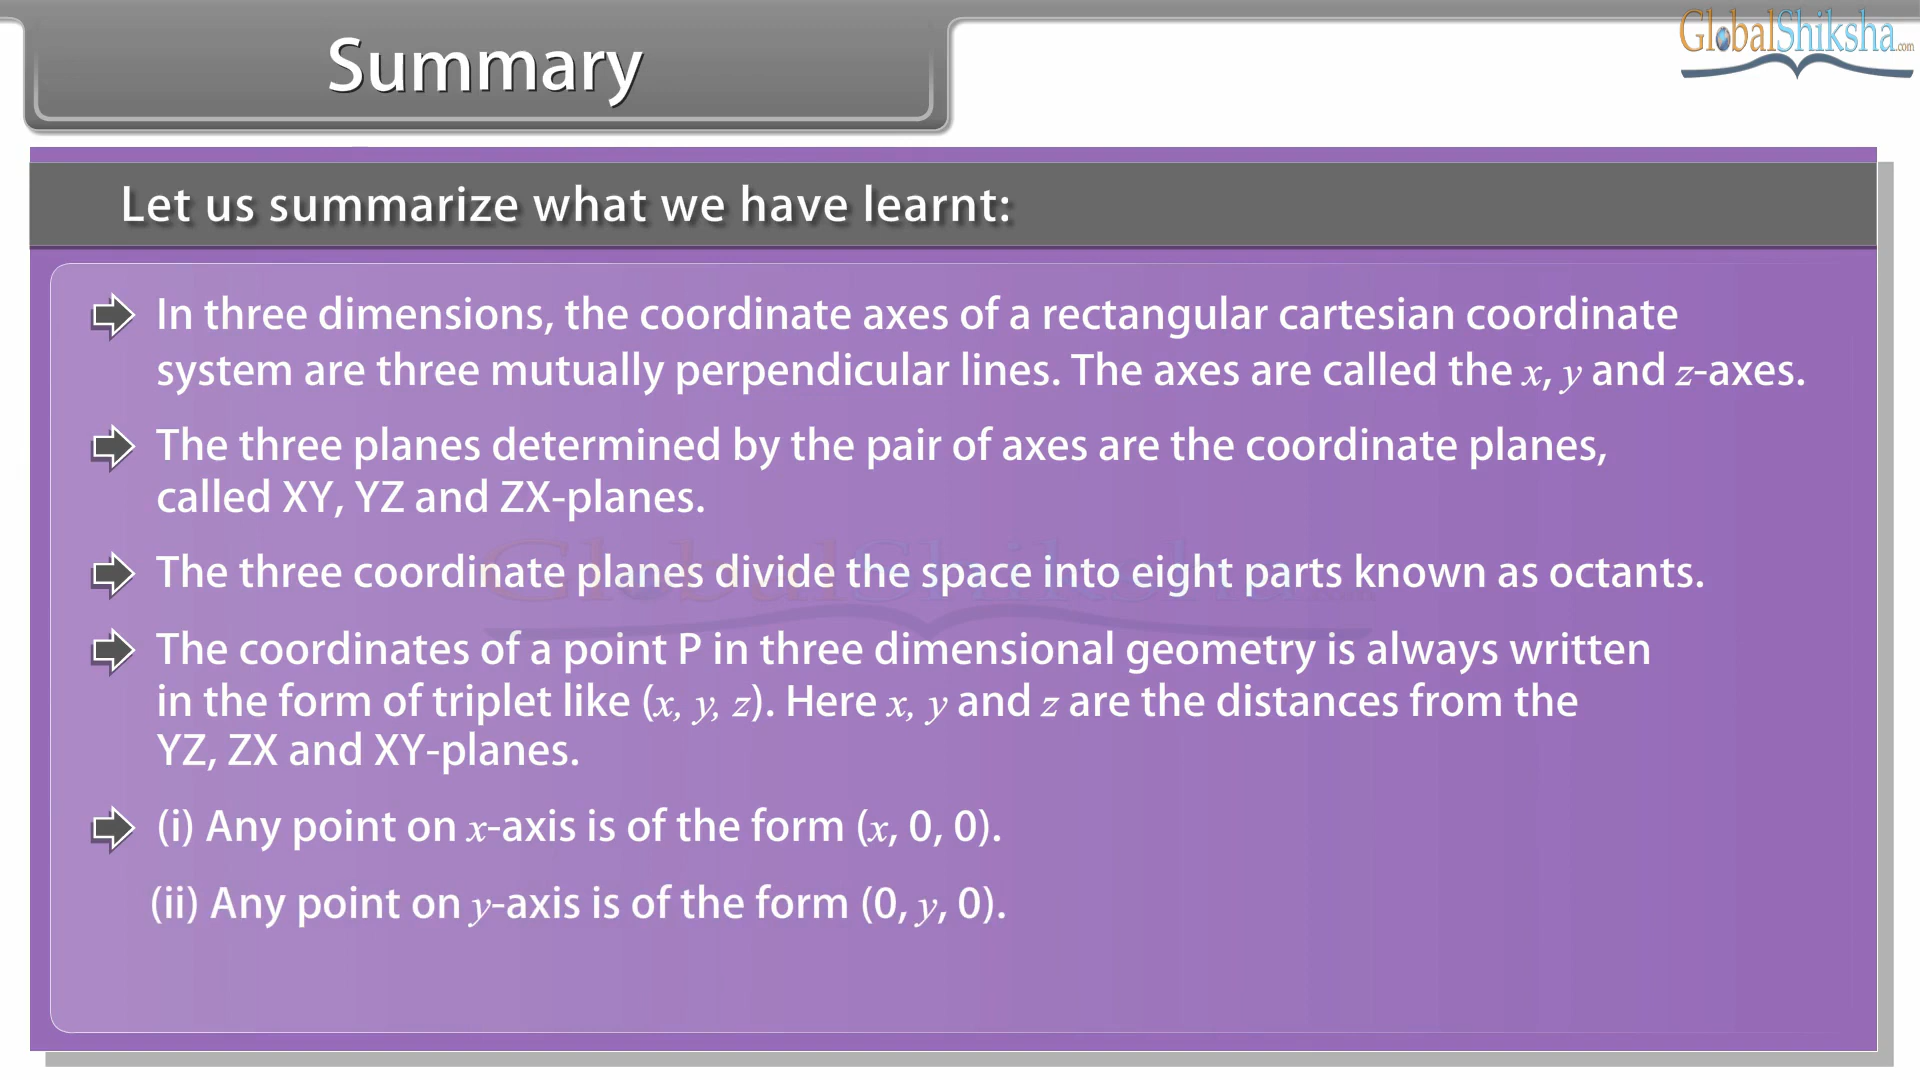 Summary
GlobalShiksha.com
Let us summarize what we have learnt:
In three dimensions, the coordinate axes of a rectangular cartesian coordinate
system are three mutually perpendicular lines. The axes are called the x, y and z-axes.
The three planes determined by the pair of axes are the coordinate planes,
called XY, YZ and ZX-planes.
The three coordinate planes divide the space into eight parts known as octants.
The coordinates of a point P in three dimensional geometry is always written
in the form of triplet like (x, y, z). Here x, y and z are the distances from the
YZ, ZX and XY-planes.
(i) Any point on x-axis is of the form (x, 0, 0).
(ii) Any point on y-axis is of the form (0, y, 0).